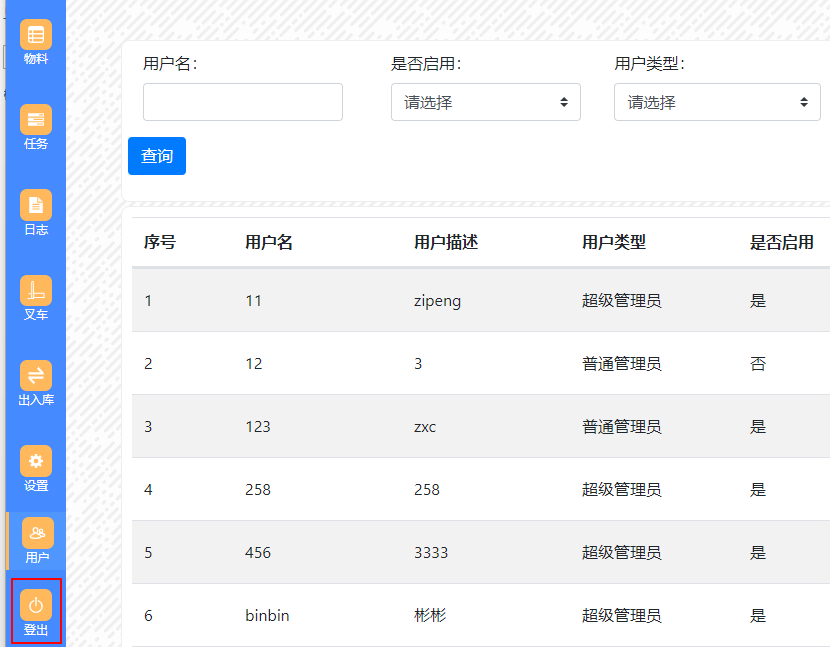 物料
任务
日志
叉车
出入库
设置
用户
登出
用户名:
是否启用:
用户类型:
请选择
请选择
查询
序号 用户名 用户描述 用户类型 是否启用
1 11 zipeng 超级管理员 是
2 12 3 普通管理员 否
3 123 zxc 普通管理员 是
4 258 258 超级管理员 是
5 456 3333 超级管理员 是
6 binbin 彬彬 超级管理员 是